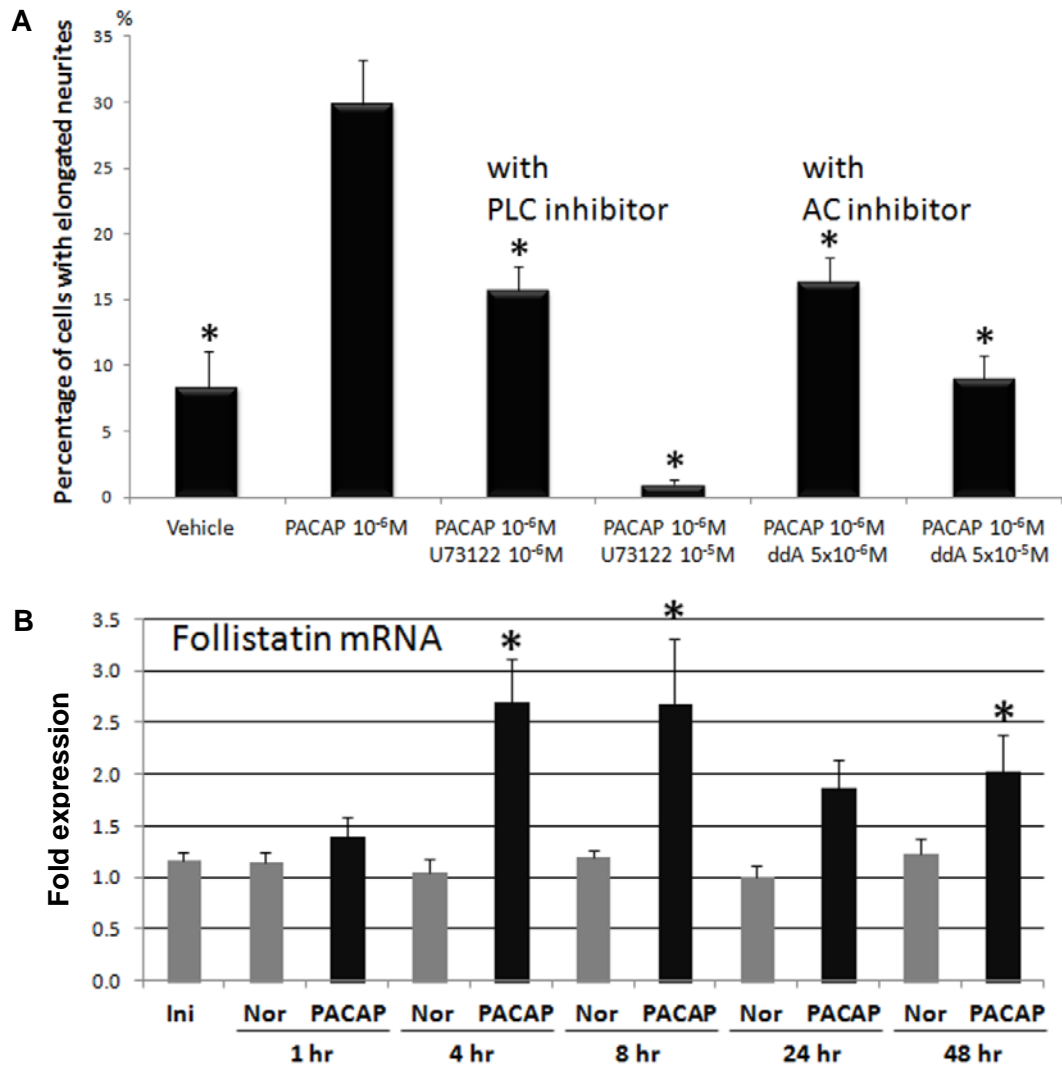 A
%
Percentage of cells with elongated neurites
35
30
25
20
15
10
5
0
with
PLC inhibitor
with
AC inhibitor
*
*
*
*
*
Vehicle
PACAP 10⁻⁶M
PACAP 10⁻⁶M
U73122 10⁻⁶M
PACAP 10⁻⁶M
U73122 10⁻⁵M
PACAP 10⁻⁶M
ddA 5x10⁻⁶M
PACAP 10⁻⁶M
ddA 5x10⁻⁵M
B
Fold expression
3.5
3.0
2.5
2.0
1.5
1.0
0.5
0.0
Follistatin mRNA
*
*
*
Ini Nor PACAP Nor PACAP Nor PACAP Nor PACAP Nor PACAP
1 hr 4 hr 8 hr 24 hr 48 hr